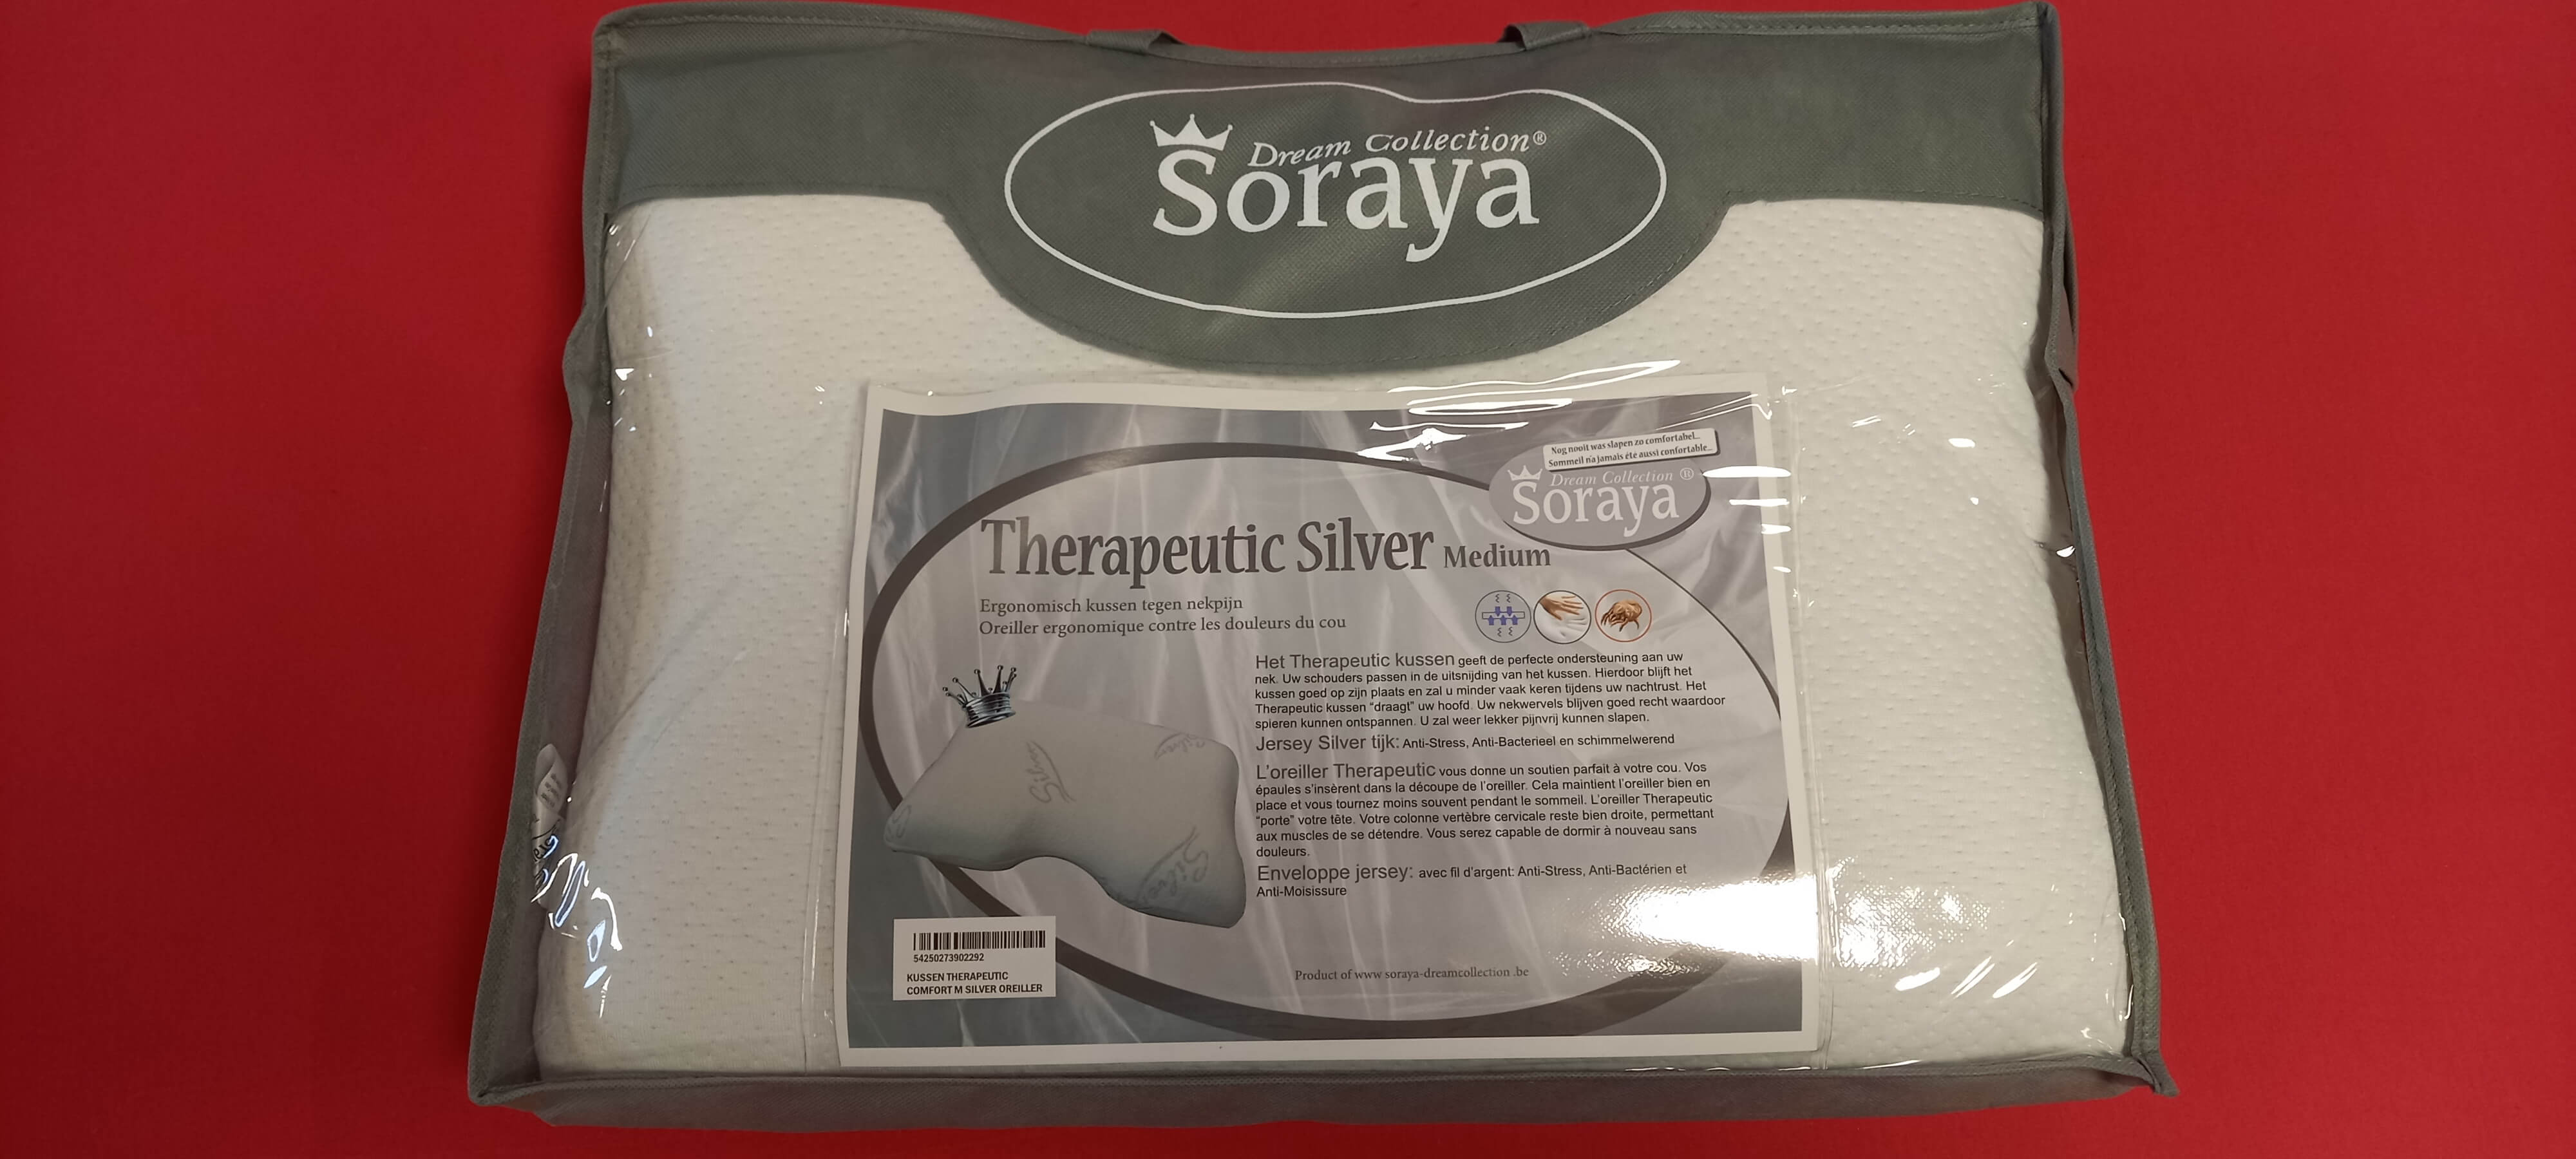 Dream Collection®
Soraya
Nog nooit was slapen zo comfortabel...
Sommeil n'a jamais été aussi confortable...
Dream Collection ®
Soraya
Therapeutic Silver Medium
Ergonomisch kussen tegen nekpijn
Oreiller ergonomique contre les douleurs du cou
Het Therapeutic kussen geeft de perfecte ondersteuning aan uw
nek. Uw schouders passen in de uitsnijding van het kussen. Hierdoor blijft het
kussen goed op zijn plaats en zal u minder vaak keren tijdens uw nachtrust. Het
Therapeutic kussen "draagt" uw hoofd. Uw nekwervels blijven goed recht waardoor
spieren kunnen ontspannen. U zal weer lekker pijnvrij kunnen slapen.
Jersey Silver tijk: Anti-Stress, Anti-Bacterieel en schimmelwerend
L'oreiller Therapeutic vous donne un soutien parfait à votre cou. Vos
épaules s'insèrent dans la découpe de l'oreiller. Cela maintient l'oreiller bien en
place et vous tournez moins souvent pendant le sommeil. L'oreiller Therapeutic
"porte" votre tête. Votre colonne vertèbre cervicale reste bien droite, permettant
aux muscles de se détendre. Vous serez capable de dormir à nouveau sans
douleurs.
Enveloppe jersey: avec fil d'argent: Anti-Stress, Anti-Bactérien et
Anti-Moisissure
Silver
Silver
Silver
54250273902292
KUSSEN THERAPEUTIC
COMFORT M SILVER OREILLER
Product of www soraya-dreamcollection .be